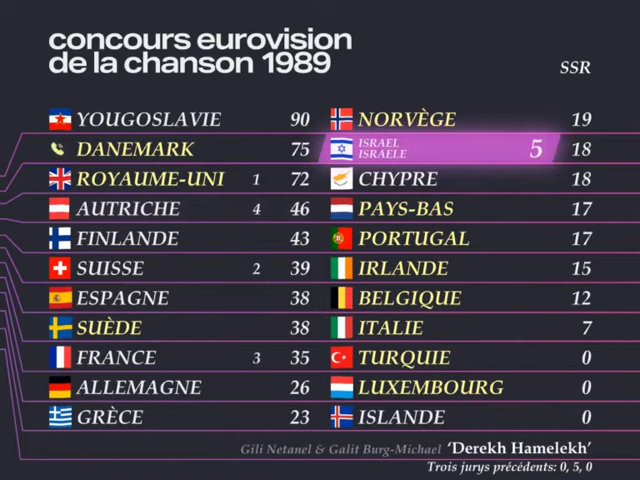 concours eurovision
de la chanson 1989
SSR
YOUGOSLAVIE 90
DANEMARK 75
ROYAUME-UNI 1 72
AUTRICHE 4 46
FINLANDE 43
SUISSE 2 39
ESPAGNE 38
SUÈDE 38
FRANCE 3 35
ALLEMAGNE 26
GRÈCE 23
NORVÈGE 19
ISRAEL
ISRAELE 5 18
CHYPRE 18
PAYS-BAS 17
PORTUGAL 17
IRLANDE 15
BELGIQUE 12
ITALIE 7
TURQUIE 0
LUXEMBOURG 0
ISLANDE 0
Gili Netanel & Galit Burg-Michael 'Derekh Hamelekh'
Trois jurys précédents: 0, 5, 0